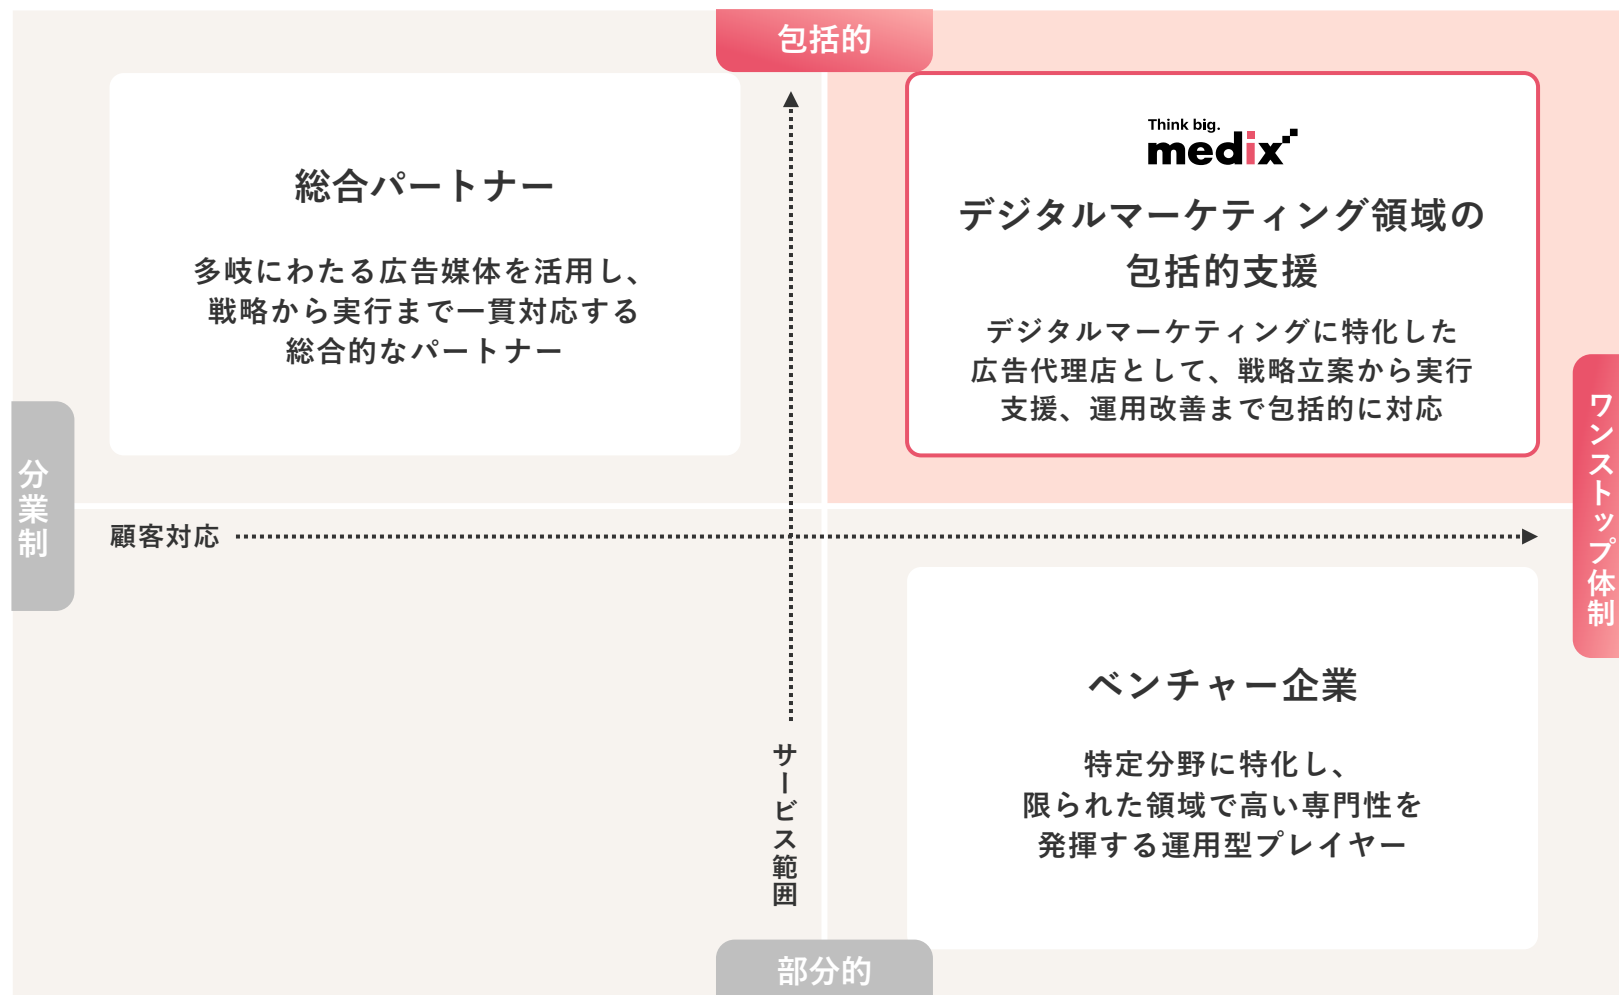 包括的
総合パートナー
多岐にわたる広告媒体を活用し、
戦略から実行まで一貫対応する
総合的なパートナー
Think big.
medix
デジタルマーケティング領域の
包括的支援
デジタルマーケティングに特化した
広告代理店として、戦略立案から実行
支援、運用改善まで包括的に対応
分業制
顧客対応
ワンストップ体制
ベンチャー企業
特定分野に特化し、
限られた領域で高い専門性を
発揮する運用型プレイヤー
サービス範囲
部分的